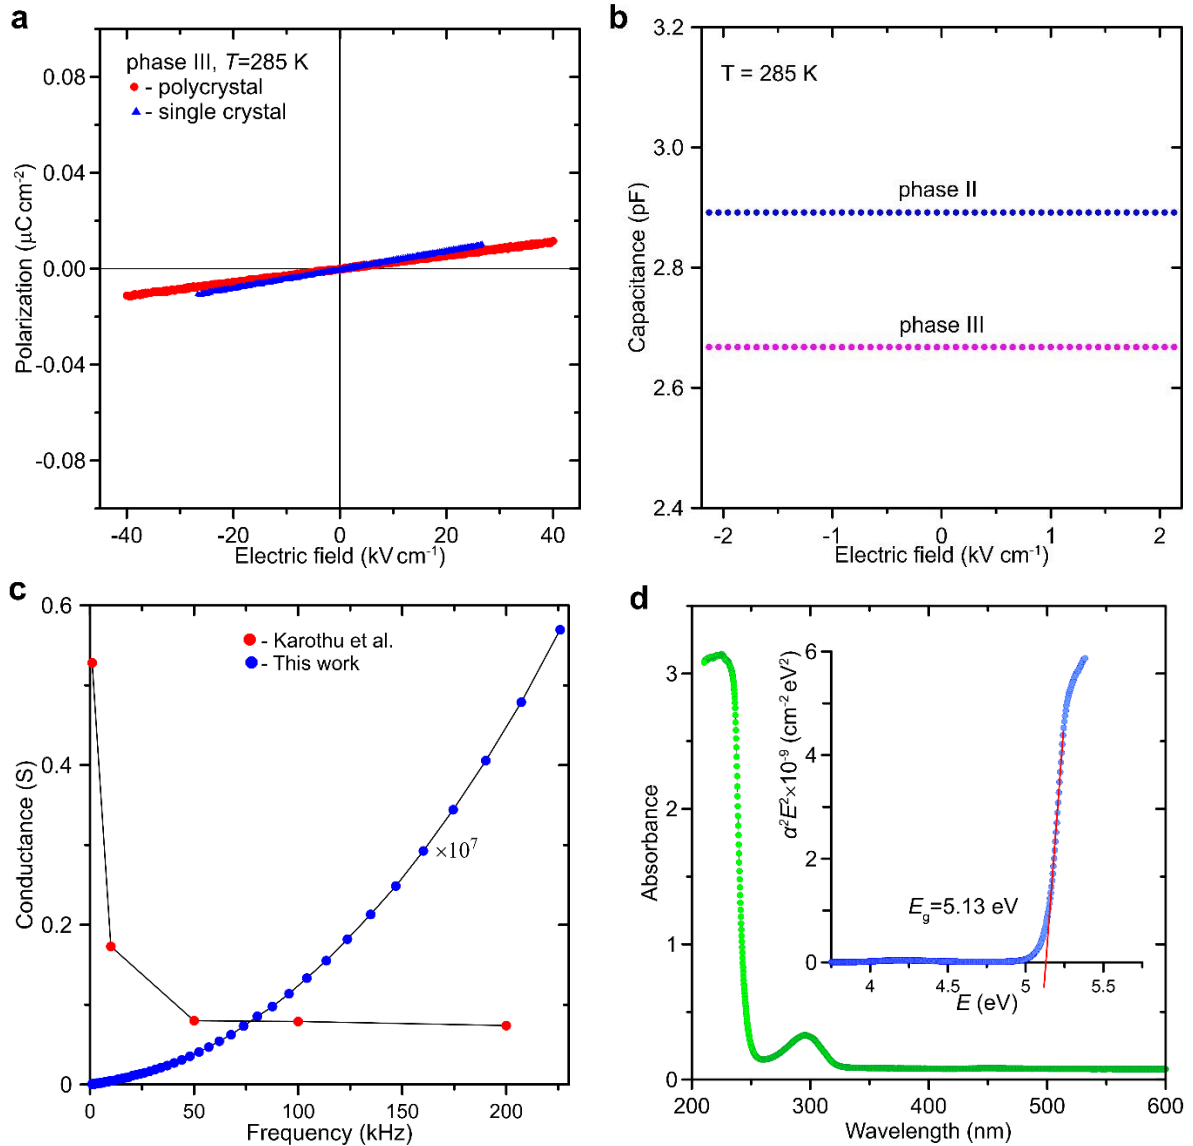 a
phase III, T=285 K
- polycrystal
- single crystal
Polarization (μC cm-2)
0.08
0.04
0.00
-0.04
-0.08
-40
-20
0
20
40
Electric field (kV cm-1)
b
T = 285 K
phase II
phase III
Capacitance (pF)
3.2
3.0
2.8
2.6
2.4
-2
-1
0
1
2
Electric field (kV cm-1)
c
- Karothu et al.
- This work
×10⁷
Conductance (S)
0.6
0.4
0.2
0
0
50
100
150
200
Frequency (kHz)
d
Absorbance
3
2
1
0
200
300
400
500
600
Wavelength (nm)
α²E²×10⁻⁹ (cm⁻² eV²)
6
4
2
0
4
4.5
5
5.5
E (eV)
Eg=5.13 eV